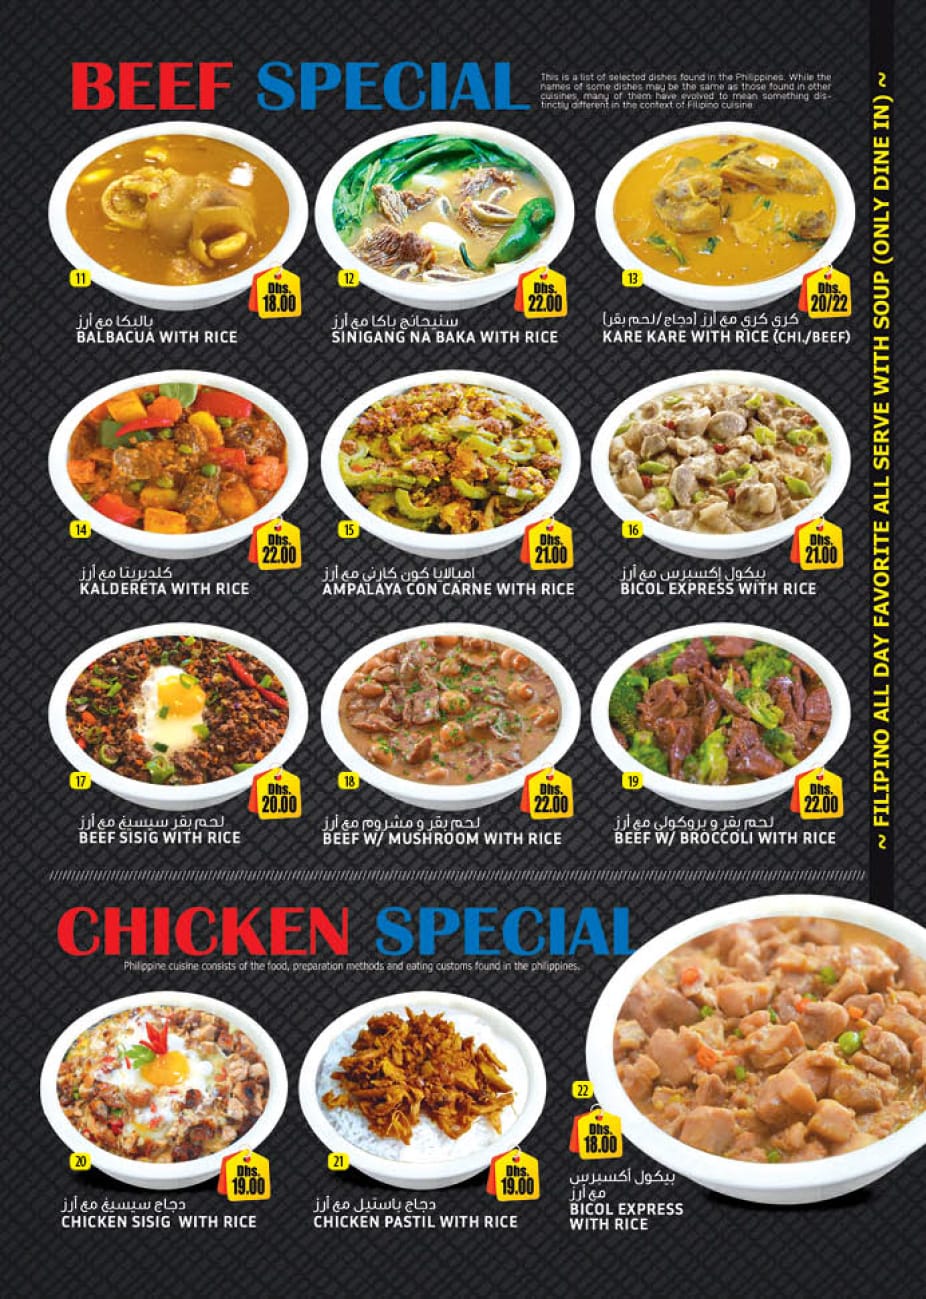 BEEF SPECIAL
This is a list of selected dishes found in the Philippines. While the
names of some dishes may be the same as those found in other
cuisines, many of them have evolved to mean something dis-
tinctly different in the context of Filipino cuisine
11
Dhs.
18.00
بالبكا مع أرز
BALBACUA WITH RICE
12
Dhs.
22.00
سنيجانج باكا مع أرز
SINIGANG NA BAKA WITH RICE
13
Dhs.
20/22
كري كري مع أرز (دجاج/لحم بقر)
KARE KARE WITH RICE (CHI./BEEF)
14
Dhs.
22.00
كلديريتا مع أرز
KALDERETA WITH RICE
15
Dhs.
21.00
امبالايا كون كارني مع أرز
AMPALAYA CON CARNE WITH RICE
16
Dhs.
21.00
بيكول إكسبرس مع أرز
BICOL EXPRESS WITH RICE
17
Dhs.
20.00
لحم بقر سيسيغ مع أرز
BEEF SISIG WITH RICE
18
Dhs.
22.00
لحم بقر و مشروم مع أرز
BEEF W/ MUSHROOM WITH RICE
19
Dhs.
22.00
لحم بقر و بروكولي مع أرز
BEEF W/ BROCCOLI WITH RICE
~ FILIPINO ALL DAY FAVORITE ALL SERVE WITH SOUP (ONLY DINE IN) ~
CHICKEN SPECIAL
Philippine cuisine consists of the food, preparation methods and eating customs found in the philippines.
20
Dhs.
19.00
دجاج سيسيغ مع أرز
CHICKEN SISIG WITH RICE
21
Dhs.
19.00
دجاج باستيل مع أرز
CHICKEN PASTIL WITH RICE
22
Dhs.
18.00
بيكول أكسبرس
مع أرز
BICOL EXPRESS
WITH RICE